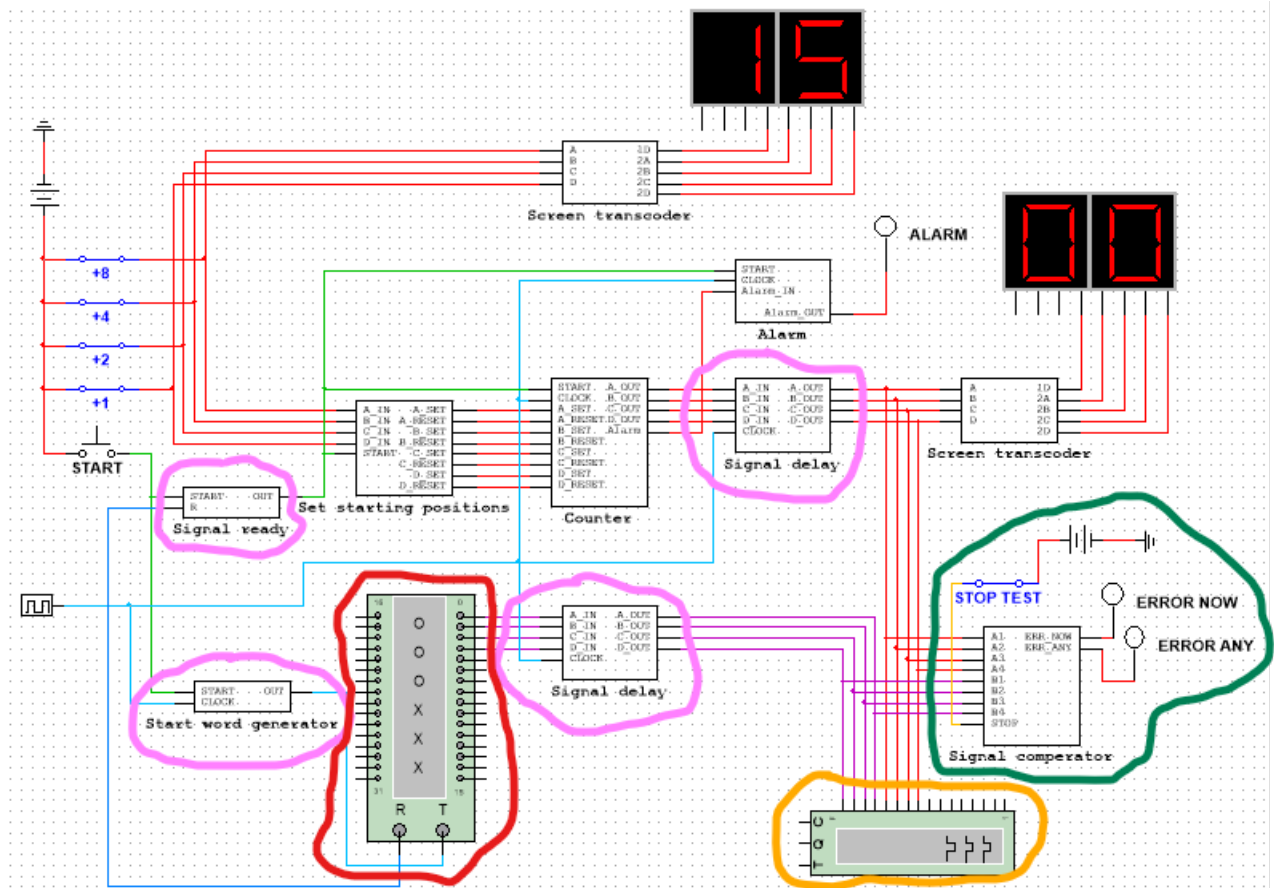 15
A 1D
B 2A
C 2B
D 2C
2D
Screen transcoder
00
ALARM
+8
+4
+2
+1
START
START CLOCK Alarm_IN Alarm_OUT
Alarm
A_IN A_SET
B_IN A_RESET
C_IN B_SET
D_IN B_RESET
START C_SET
C_RESET
D_SET
D_RESET
Set starting positions
START A_OUT
CLOCK B_OUT
A_SET C_OUT
A_RESET D_OUT
B_SET Alarm
B_RESET
C_SET
C_RESET
D_SET
D_RESET
Counter
A_IN A_OUT
B_IN B_OUT
C_IN C_OUT
D_IN D_OUT
CLOCK
Signal delay
A 1D
B 2A
C 2B
D 2C
2D
Screen transcoder
START OUT
R
Signal ready
START OUT
CLOCK
Start word generator
16 0
O
O
O
X
X
X
31 15
R T
A_IN A_OUT
B_IN B_OUT
C_IN C_OUT
D_IN D_OUT
CLOCK
Signal delay
STOP TEST
ERROR NOW
ERROR ANY
A1 ERR_NOW
A2 ERR_ANY
A3
A4
B1
B2
B3
B4
STOP
Signal comperator
C
Q
T